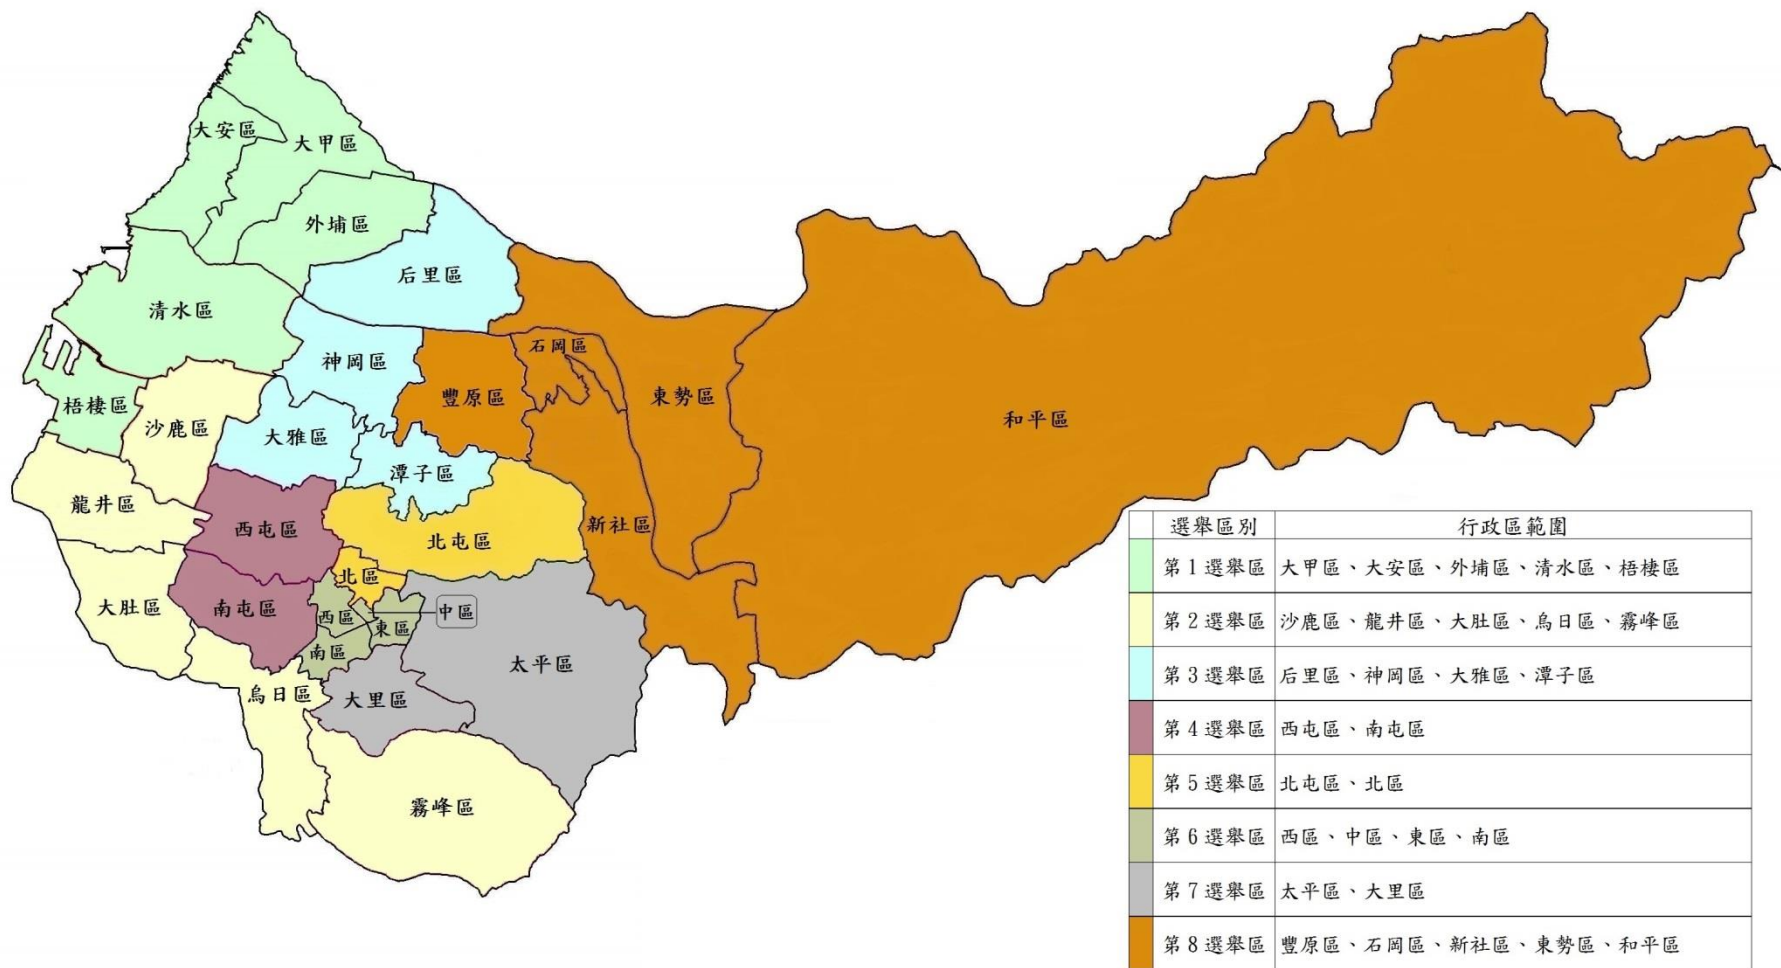 大安區
大甲區
外埔區
后里區
清水區
神岡區
石岡區
豐原區
東勢區
和平區
梧棲區
沙鹿區
大雅區
潭子區
龍井區
西屯區
北屯區
新社區
北區
大肚區
南屯區
西區
中區
東區
南區
太平區
烏日區
大里區
霧峰區
選舉區別 行政區範圍
第1選舉區 大甲區、大安區、外埔區、清水區、梧棲區
第2選舉區 沙鹿區、龍井區、大肚區、烏日區、霧峰區
第3選舉區 后里區、神岡區、大雅區、潭子區
第4選舉區 西屯區、南屯區
第5選舉區 北屯區、北區
第6選舉區 西區、中區、東區、南區
第7選舉區 太平區、大里區
第8選舉區 豐原區、石岡區、新社區、東勢區、和平區